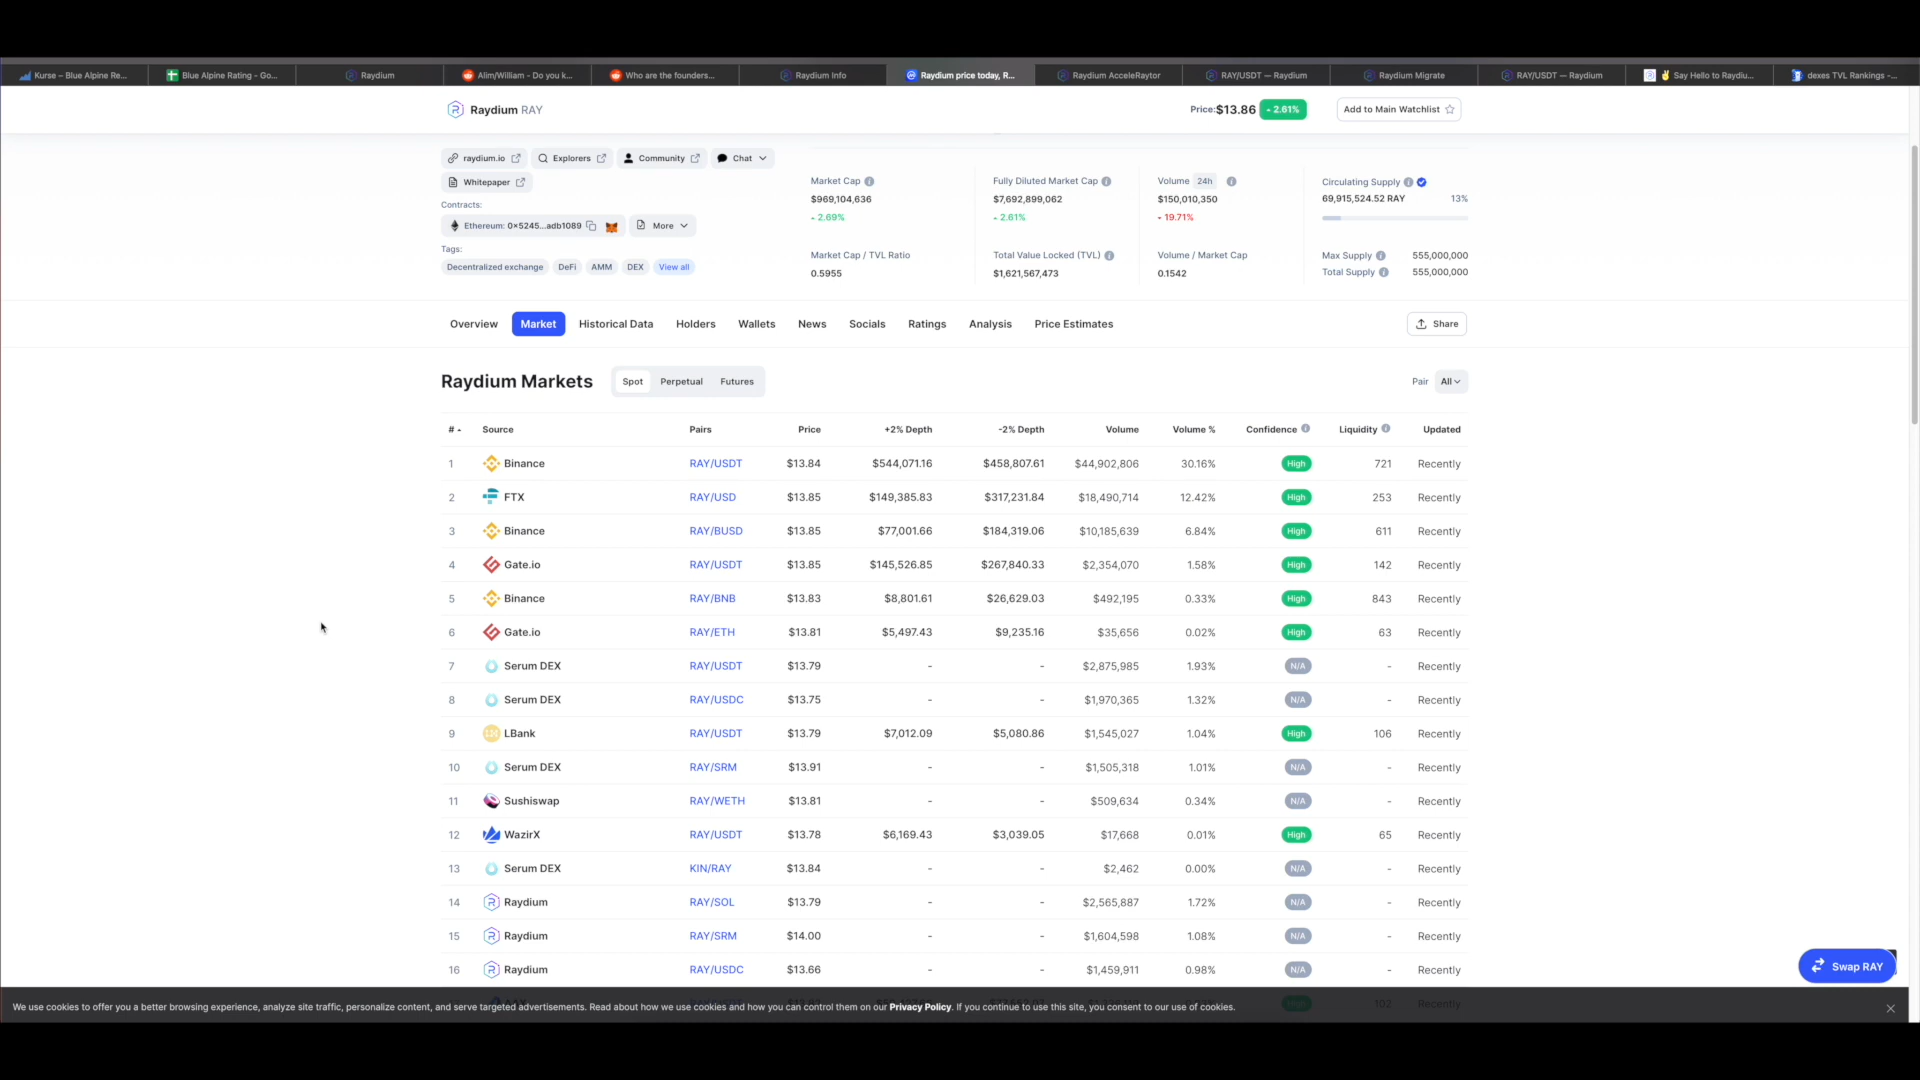 Kurse – Blue Alpine Re... Blue Alpine Rating - Go... Raydium Alim/William - Do you k... Who are the founders... Raydium Info Raydium price today, R... Raydium AcceleRaytor RAY/USDT — Raydium Raydium Migrate RAY/USDT — Raydium Say Hello to Raydiu... dexes TVL Rankings -...
Raydium RAY Price:$13.86 2.61% Add to Main Watchlist
raydium.io Explorers Community Chat
Whitepaper
Contracts:
Ethereum: 0x5245...adb1089 More
Tags:
Decentralized exchange DeFi AMM DEX View all
Market Cap Fully Diluted Market Cap Volume 24h Circulating Supply
$969,104,636 $7,692,899,062 $150,010,350 69,915,524.52 RAY 13%
2.69% 2.61% 19.71%
Market Cap / TVL Ratio Total Value Locked (TVL) Volume / Market Cap Max Supply 555,000,000
0.5955 $1,621,567,473 0.1542 Total Supply 555,000,000
Overview Market Historical Data Holders Wallets News Socials Ratings Analysis Price Estimates Share
Raydium Markets Spot Perpetual Futures Pair All
# Source Pairs Price +2% Depth -2% Depth Volume Volume % Confidence Liquidity Updated
1 Binance RAY/USDT $13.84 $544,071.16 $458,807.61 $44,902,806 30.16% High 721 Recently
2 FTX RAY/USD $13.85 $149,385.83 $317,231.84 $18,490,714 12.42% High 253 Recently
3 Binance RAY/BUSD $13.85 $77,001.66 $184,319.06 $10,185,639 6.84% High 611 Recently
4 Gate.io RAY/USDT $13.85 $145,526.85 $267,840.33 $2,354,070 1.58% High 142 Recently
5 Binance RAY/BNB $13.83 $8,801.61 $26,629.03 $492,195 0.33% High 843 Recently
6 Gate.io RAY/ETH $13.81 $5,497.43 $9,235.16 $35,656 0.02% High 63 Recently
7 Serum DEX RAY/USDT $13.79 - - $2,875,985 1.93% N/A - Recently
8 Serum DEX RAY/USDC $13.75 - - $1,970,365 1.32% N/A - Recently
9 LBank RAY/USDT $13.79 $7,012.09 $5,080.86 $1,545,027 1.04% High 106 Recently
10 Serum DEX RAY/SRM $13.91 - - $1,505,318 1.01% N/A - Recently
11 Sushiswap RAY/WETH $13.81 - - $509,634 0.34% N/A - Recently
12 WazirX RAY/USDT $13.78 $6,169.43 $3,039.05 $17,668 0.01% High 65 Recently
13 Serum DEX KIN/RAY $13.84 - - $2,462 0.00% N/A - Recently
14 Raydium RAY/SOL $13.79 - - $2,565,887 1.72% N/A - Recently
15 Raydium RAY/SRM $14.00 - - $1,604,598 1.08% N/A - Recently
16 Raydium RAY/USDC $13.66 - - $1,459,911 0.98% N/A - Recently
Swap RAY
We use cookies to offer you a better browsing experience, analyze site traffic, personalize content, and serve targeted advertisements. Read about how we use cookies and how you can control them on our Privacy Policy. If you continue to use this site, you consent to our use of cookies.